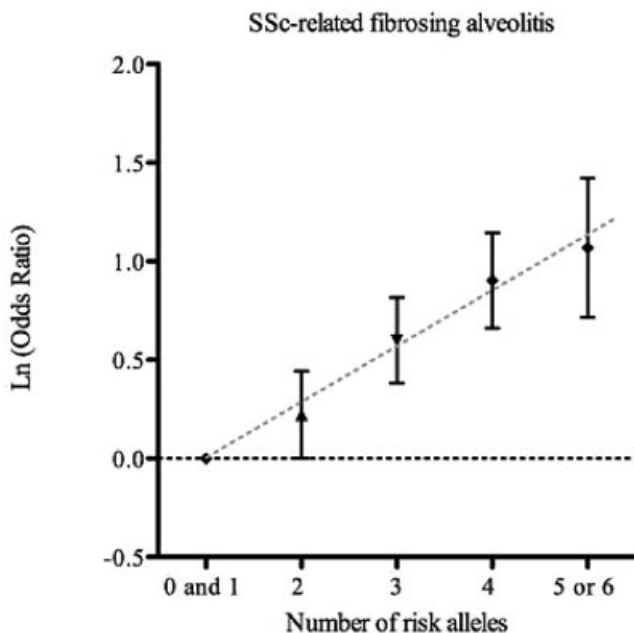 SSc-related fibrosing alveolitis
2.0
1.5
1.0
0.5
0.0
-0.5
Ln (Odds Ratio)
0 and 1 2 3 4 5 or 6
Number of risk alleles